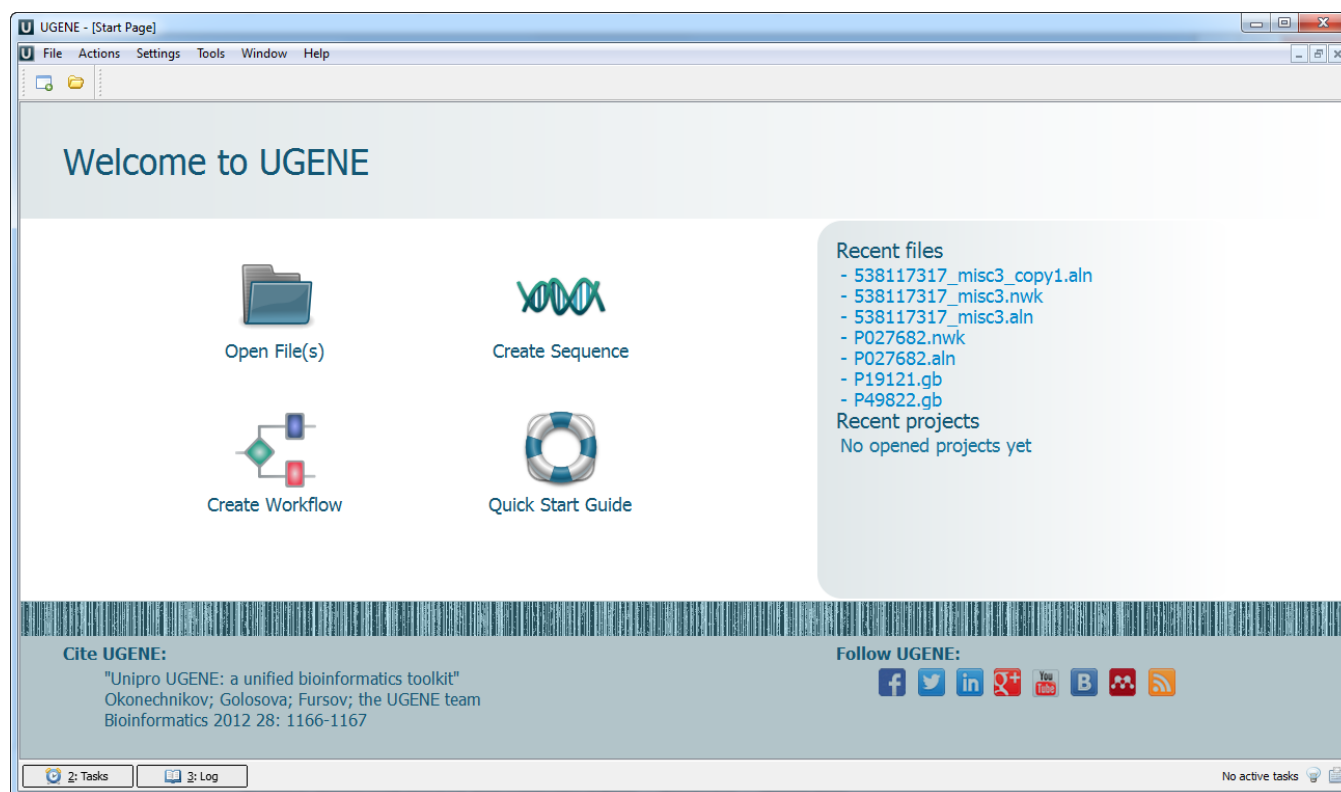 UGENE - [Start Page]
File Actions Settings Tools Window Help
Welcome to UGENE
Open File(s)
Create Sequence
Create Workflow
Quick Start Guide
Recent files
- 538117317_misc3_copy1.aln
- 538117317_misc3.nwk
- 538117317_misc3.aln
- P027682.nwk
- P027682.aln
- P19121.gb
- P49822.gb
Recent projects
No opened projects yet
Cite UGENE:
"Unipro UGENE: a unified bioinformatics toolkit"
Okonechnikov; Golosova; Fursov; the UGENE team
Bioinformatics 2012 28: 1166-1167
Follow UGENE:
f in g+ You Tube B
2: Tasks 3: Log No active tasks